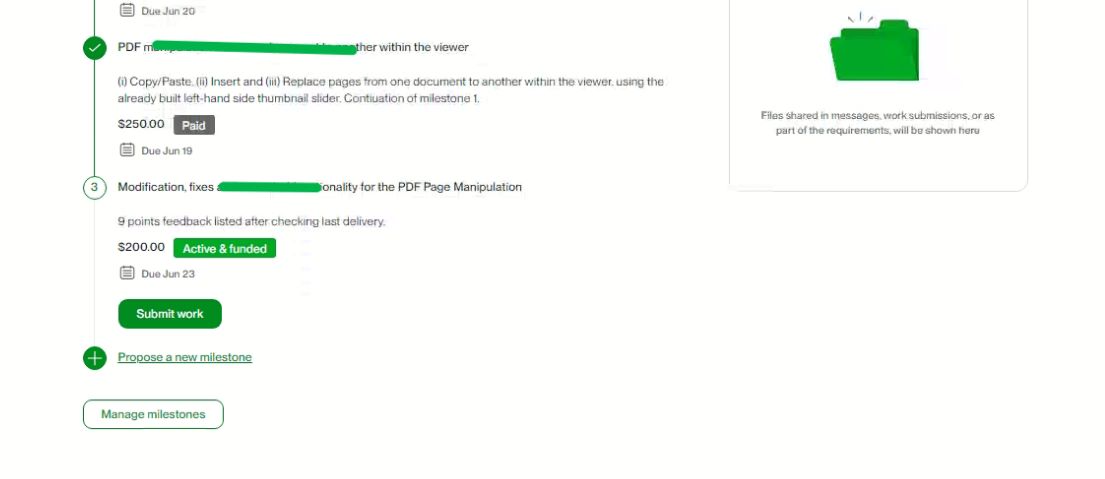 Due Jun 20
PDF another within the viewer
(i) Copy/Paste, (ii) Insert and (iii) Replace pages from one document to another within the viewer, using the
already built left-hand side thumbnail slider. Contiuation of milestone 1.
$250.00 Paid
Due Jun 19
3 Modification, fixes for the PDF Page Manipulation
9 points feedback listed after checking last delivery.
$200.00 Active & funded
Due Jun 23
Submit work
Propose a new milestone
Manage milestones
Files shared in messages, work submissions, or as
part of the requirements, will be shown here